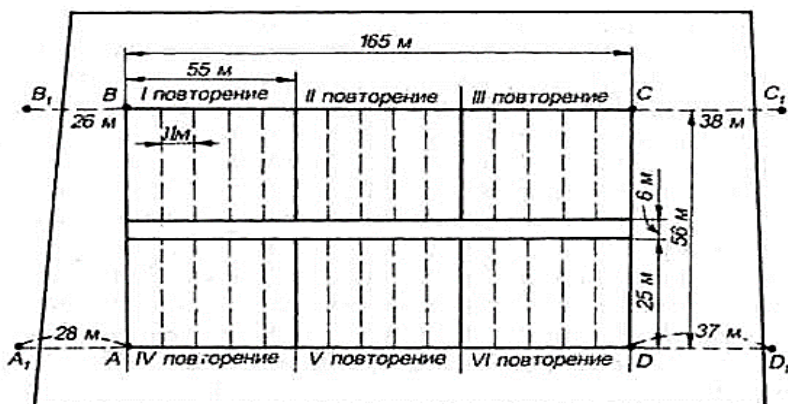 165 м
55 м
B₁ B I повторение II повторение III повторение C C₁
26 м 11м 38 м
6 м
56 м
25 м
28 м 37 м
A₁ A IV повторение V повторение VI повторение D D₁